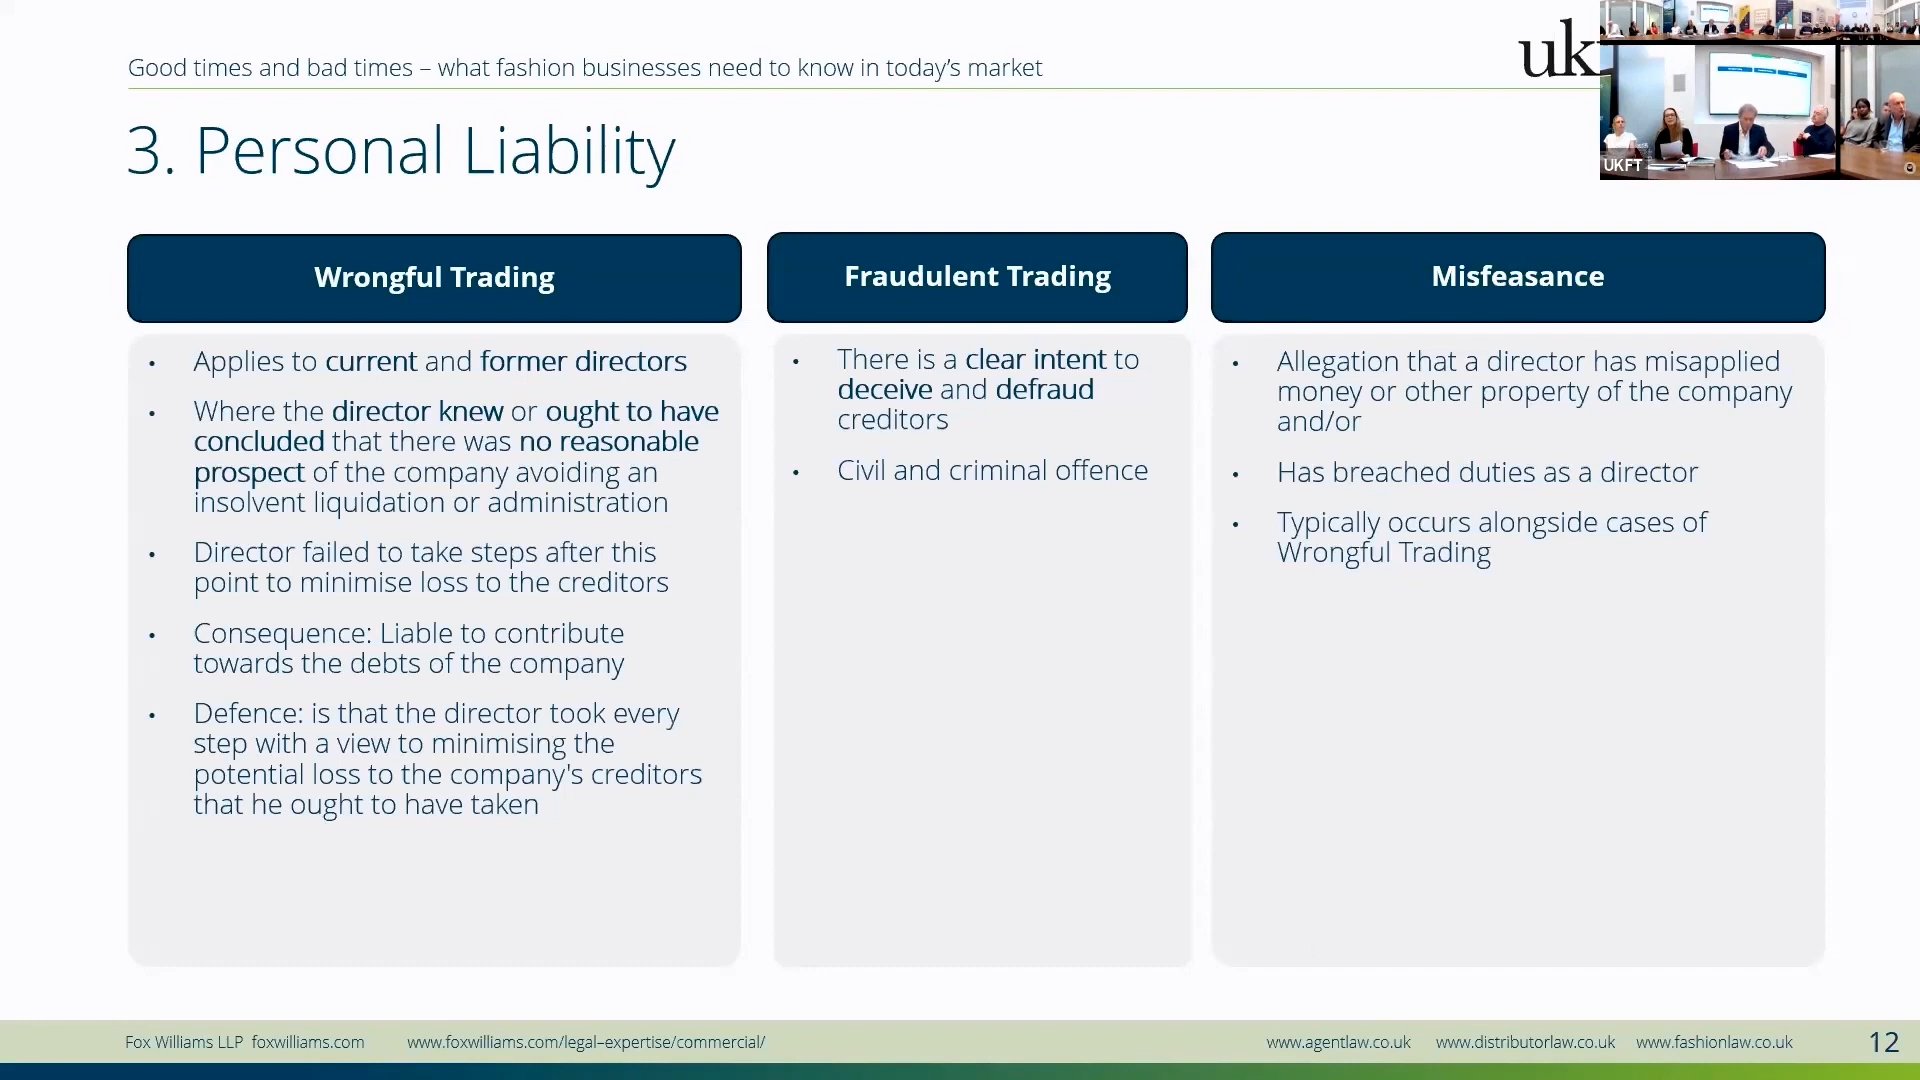 Good times and bad times – what fashion businesses need to know in today’s market
uk
3. Personal Liability
UKFT
Wrongful Trading
• Applies to current and former directors
• Where the director knew or ought to have
concluded that there was no reasonable
prospect of the company avoiding an
insolvent liquidation or administration
• Director failed to take steps after this
point to minimise loss to the creditors
• Consequence: Liable to contribute
towards the debts of the company
• Defence: is that the director took every
step with a view to minimising the
potential loss to the company's creditors
that he ought to have taken
Fraudulent Trading
• There is a clear intent to
deceive and defraud
creditors
• Civil and criminal offence
Misfeasance
• Allegation that a director has misapplied
money or other property of the company
and/or
• Has breached duties as a director
• Typically occurs alongside cases of
Wrongful Trading
Fox Williams LLP foxwilliams.com www.foxwilliams.com/legal–expertise/commercial/ www.agentlaw.co.uk www.distributorlaw.co.uk www.fashionlaw.co.uk 12